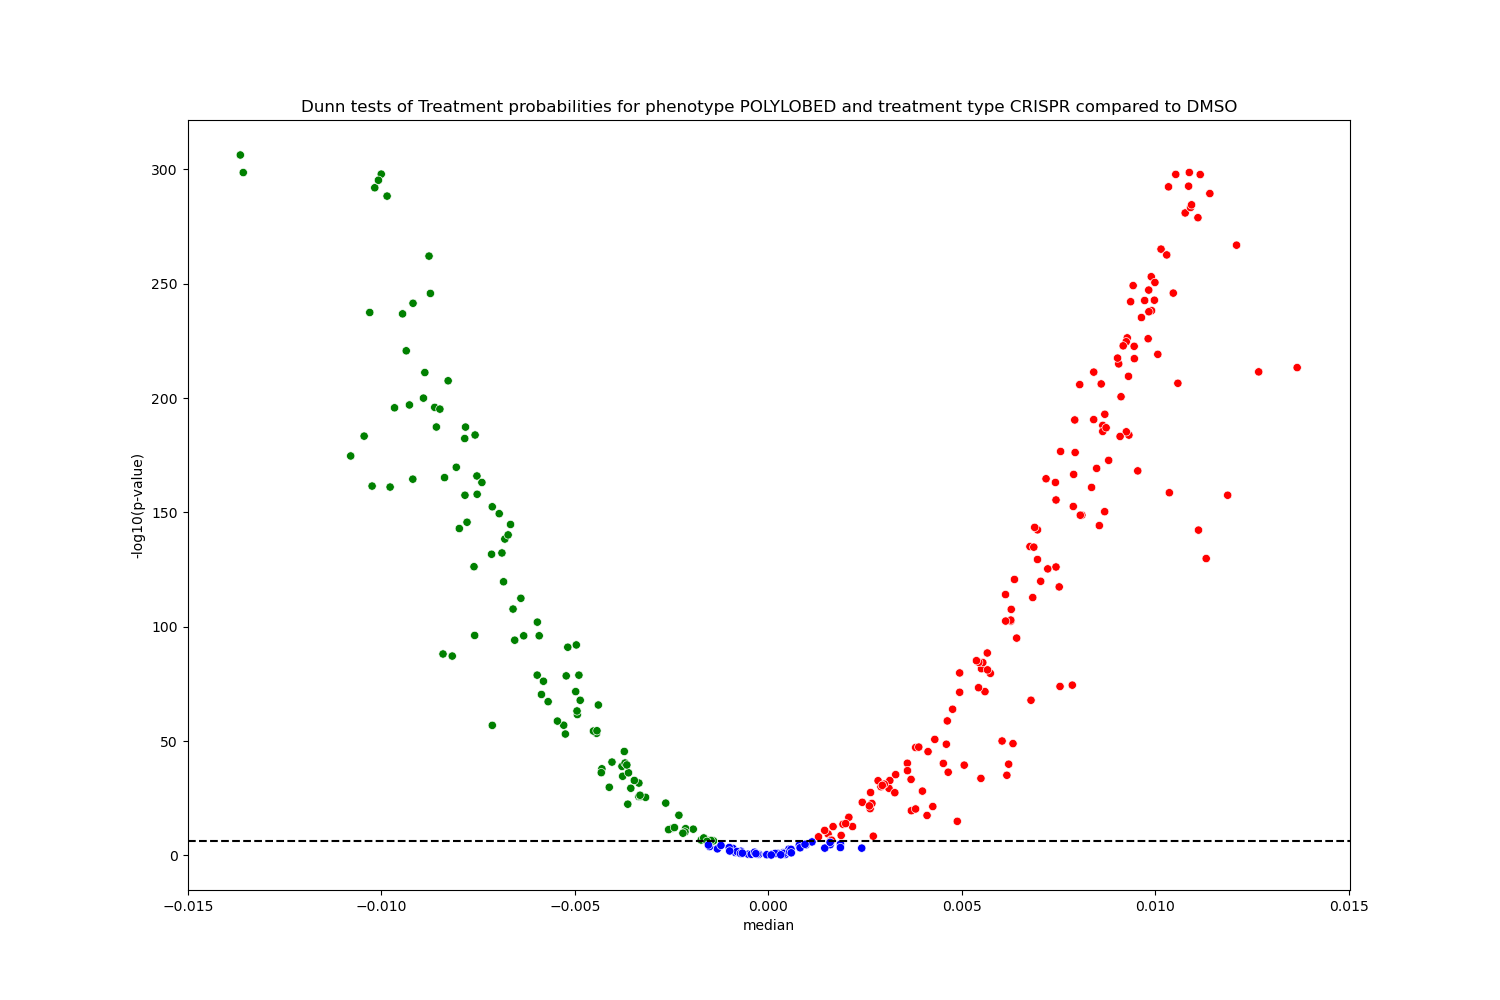 Dunn tests of Treatment probabilities for phenotype POLYLOBED and treatment type CRISPR compared to DMSO
300
250
200
150
100
50
0
-log10(p-value)
−0.015 −0.010 −0.005 0.000 0.005 0.010 0.015
median